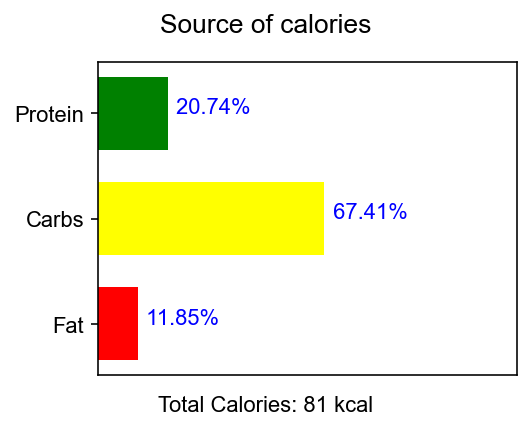 Source of calories
Protein 20.74%
Carbs 67.41%
Fat 11.85%
Total Calories: 81 kcal